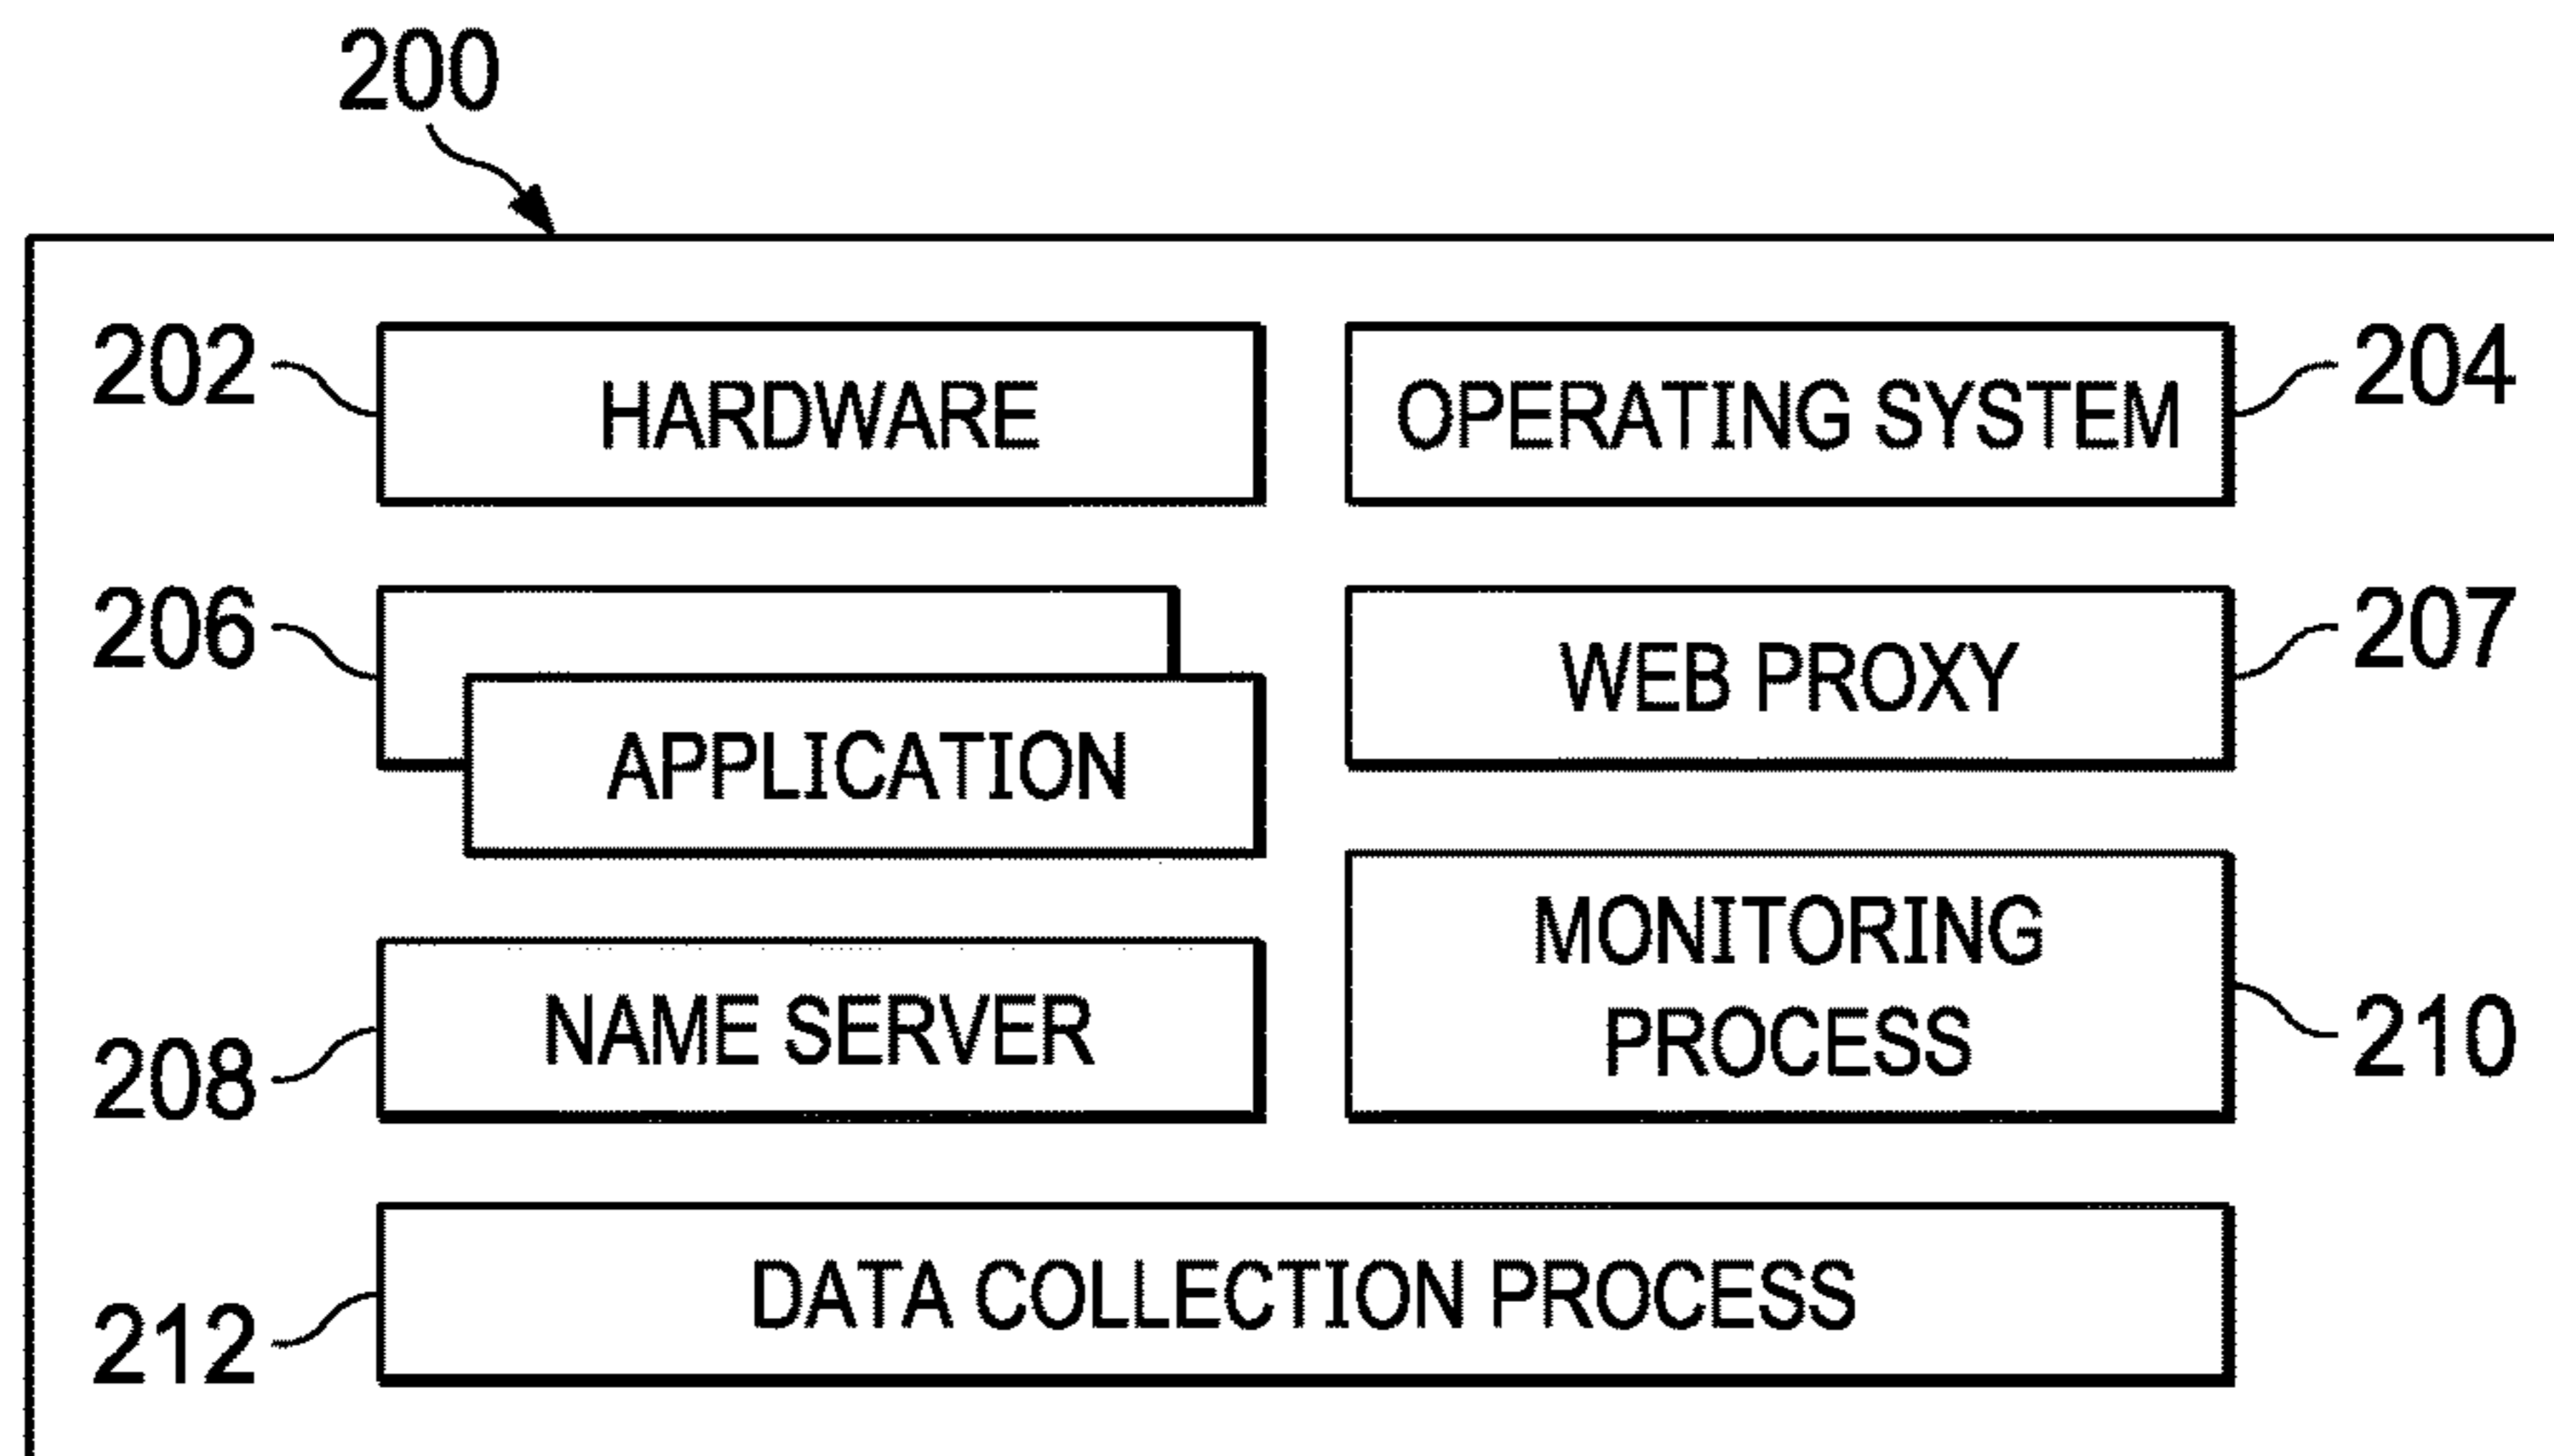 200
202 HARDWARE OPERATING SYSTEM 204
206 APPLICATION WEB PROXY 207
208 NAME SERVER MONITORING
PROCESS 210
212 DATA COLLECTION PROCESS